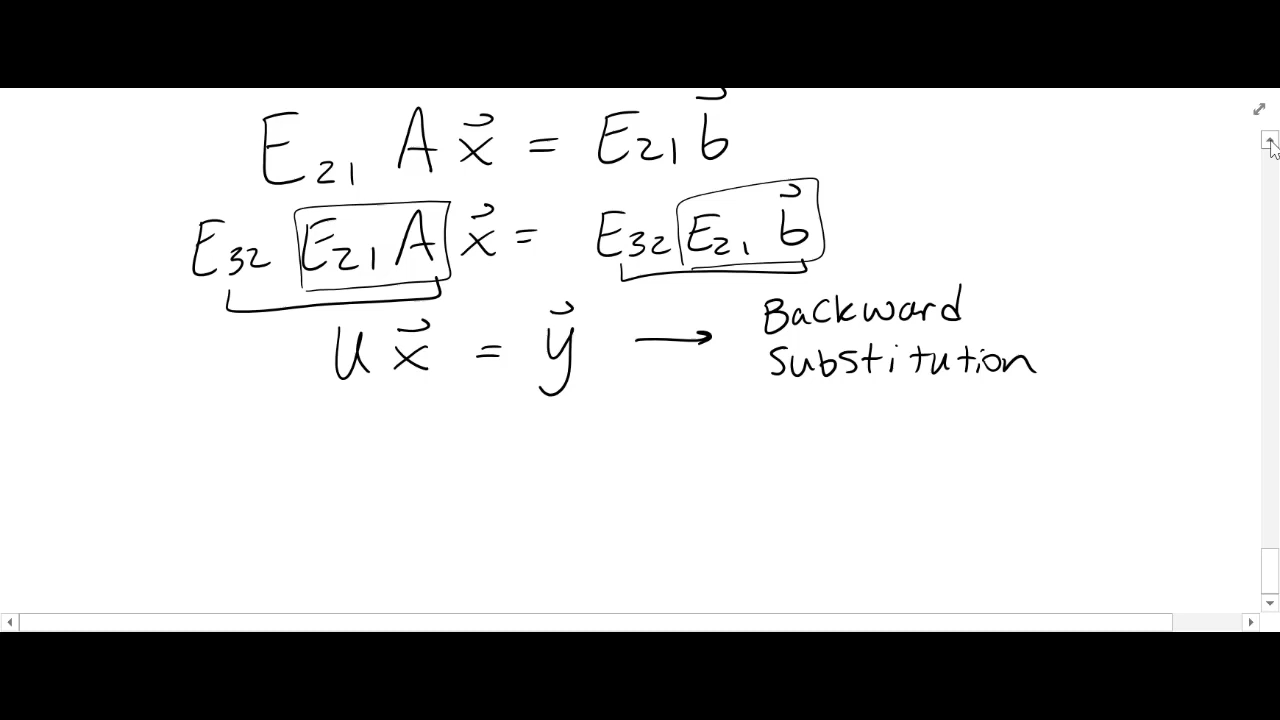 E₂₁ A x⃗ = E₂₁ b⃗
E₃₂ E₂₁ A x⃗ = E₃₂ E₂₁ b⃗
U x⃗ = y⃗ → Backward
Substitution